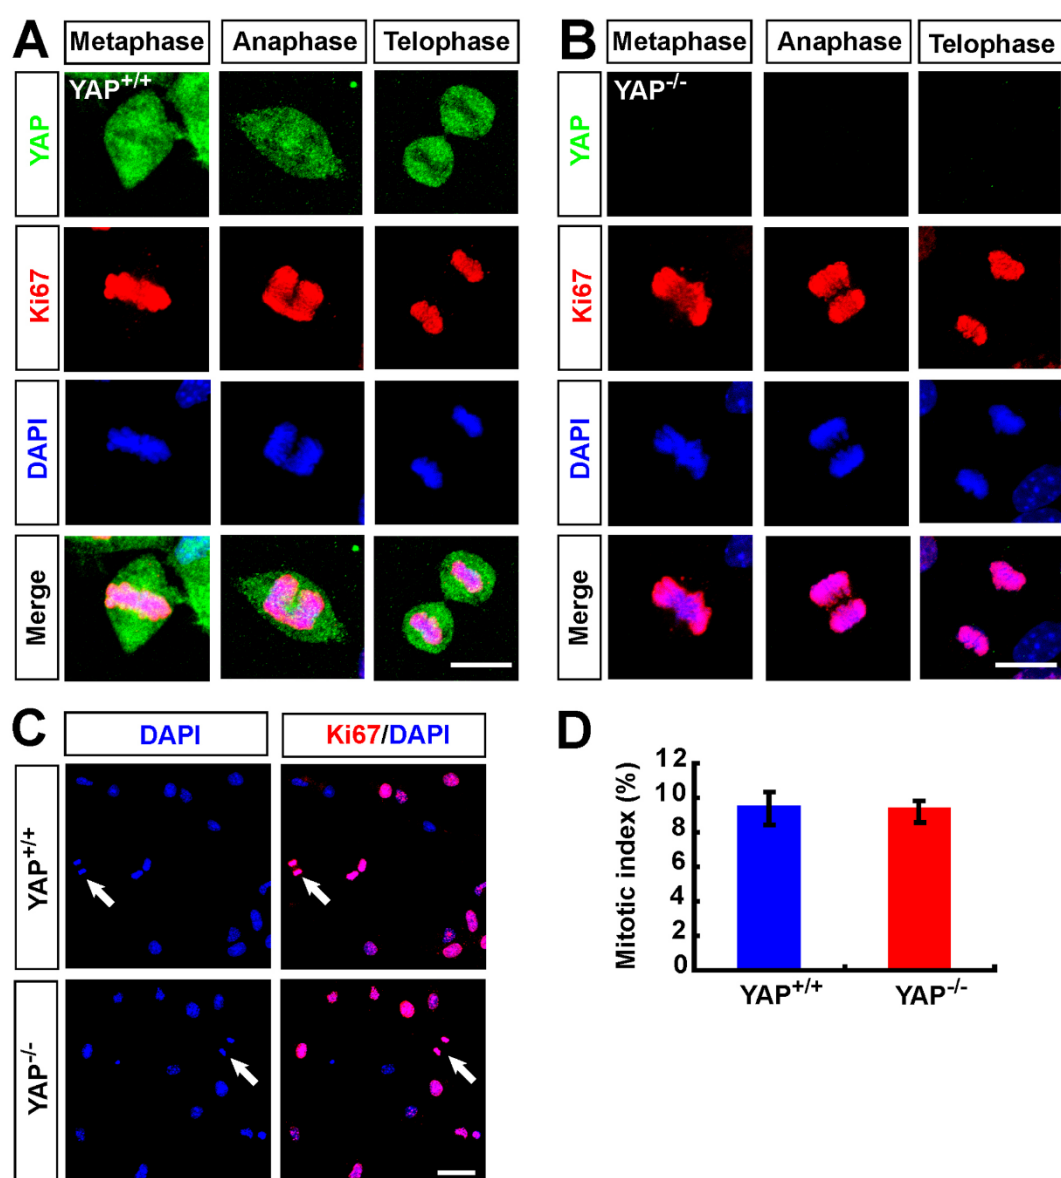 A
Metaphase
Anaphase
Telophase
YAP
YAP+/+
Ki67
DAPI
Merge
B
Metaphase
Anaphase
Telophase
YAP
YAP-/-
Ki67
DAPI
Merge
C
DAPI
Ki67/DAPI
YAP+/+
YAP-/-
D
Mitotic index (%)
12
10
8
6
4
2
0
YAP+/+
YAP-/-